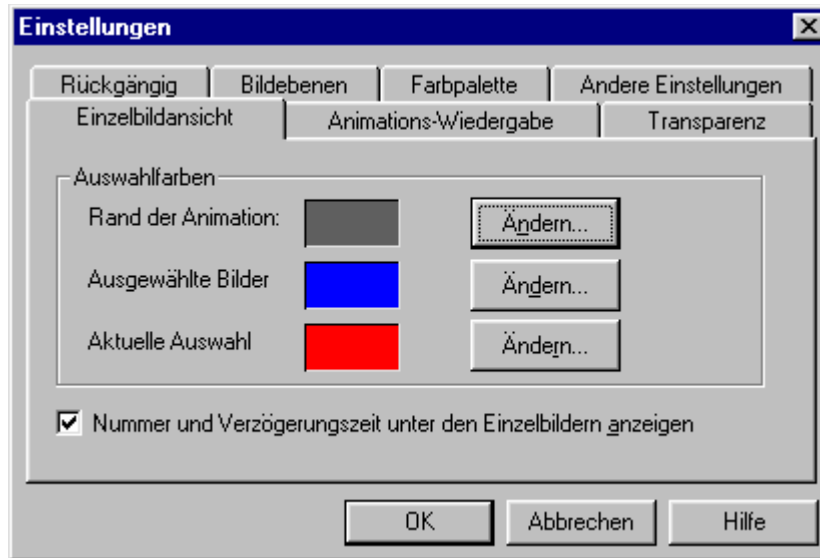 Einstellungen
Rückgängig Bildebenen Farbpalette Andere Einstellungen
Einzelbildansicht Animations-Wiedergabe Transparenz
Auswahlfarben
Rand der Animation: Ändern...
Ausgewählte Bilder Ändern...
Aktuelle Auswahl Ändern...
Nummer und Verzögerungszeit unter den Einzelbildern anzeigen
OK Abbrechen Hilfe